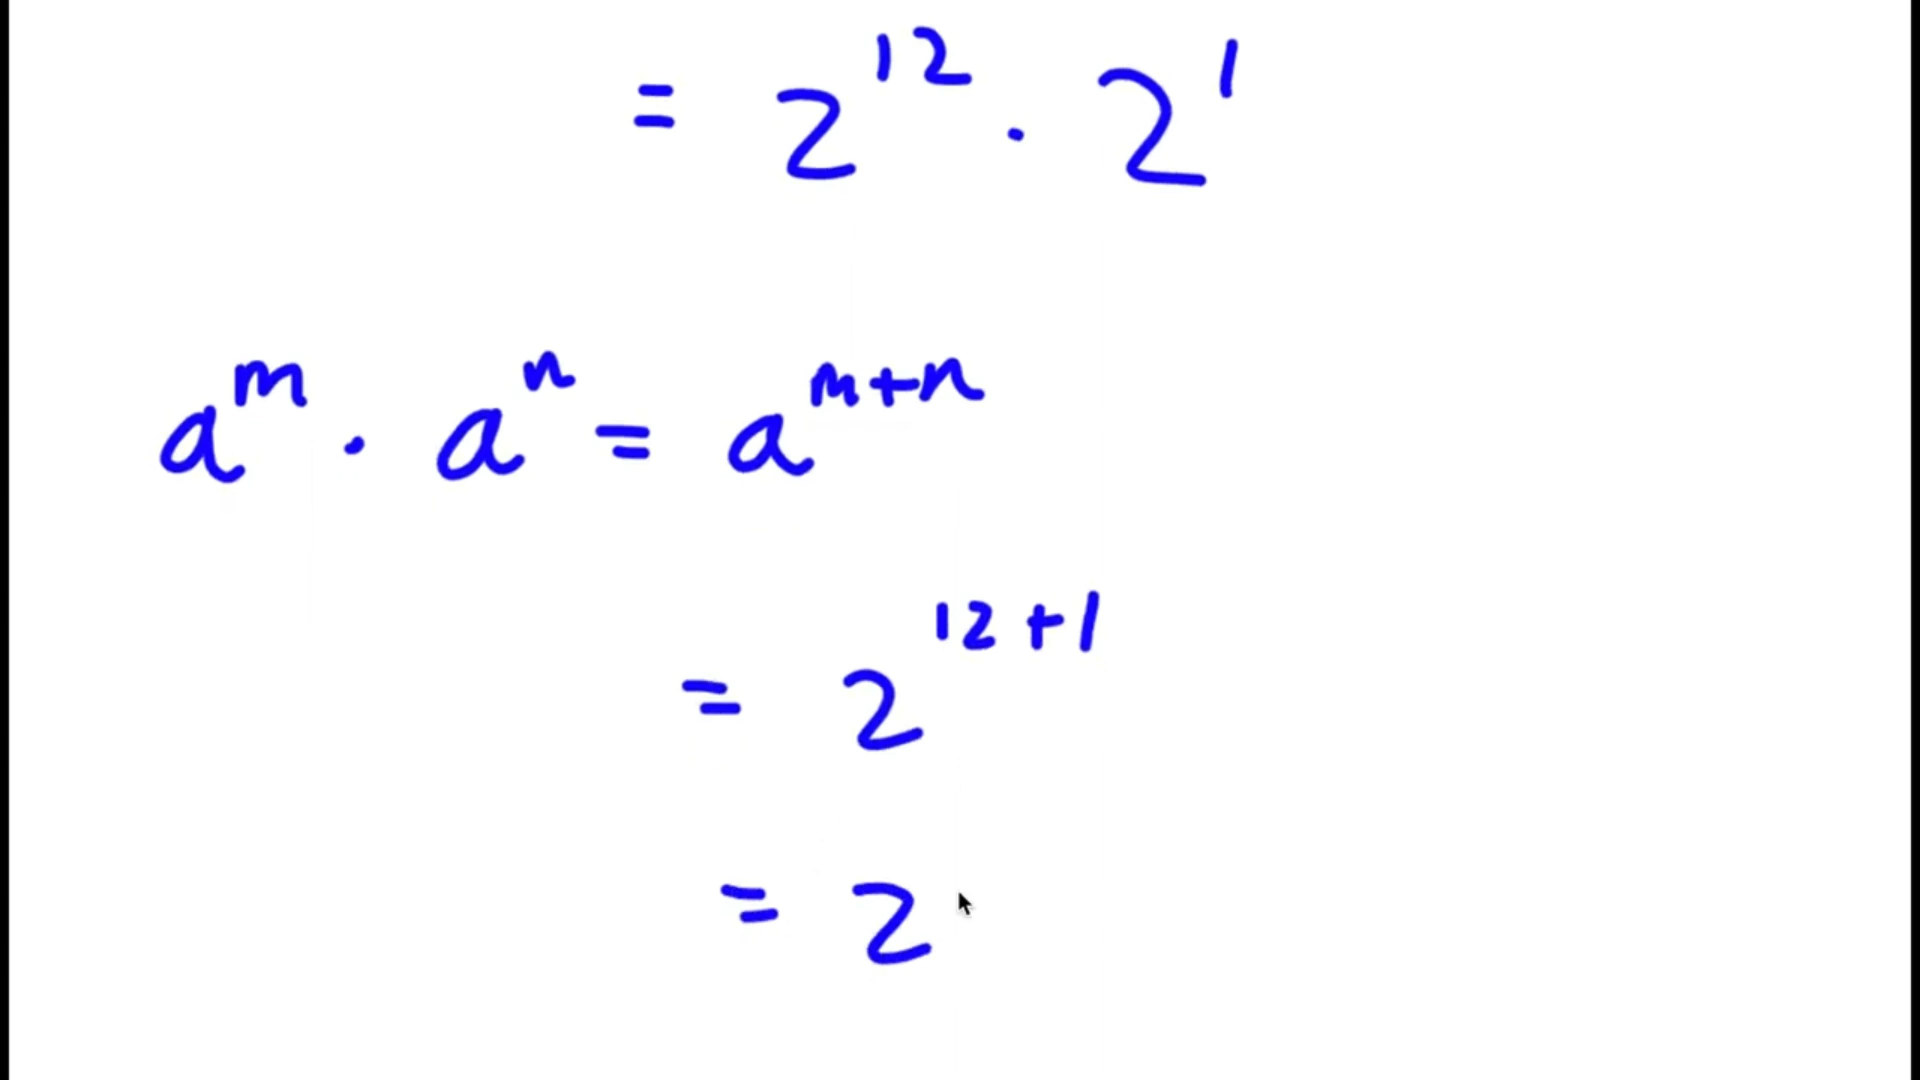 = 2^12 · 2^1
a^m · a^n = a^m+n
= 2^12+1
= 2